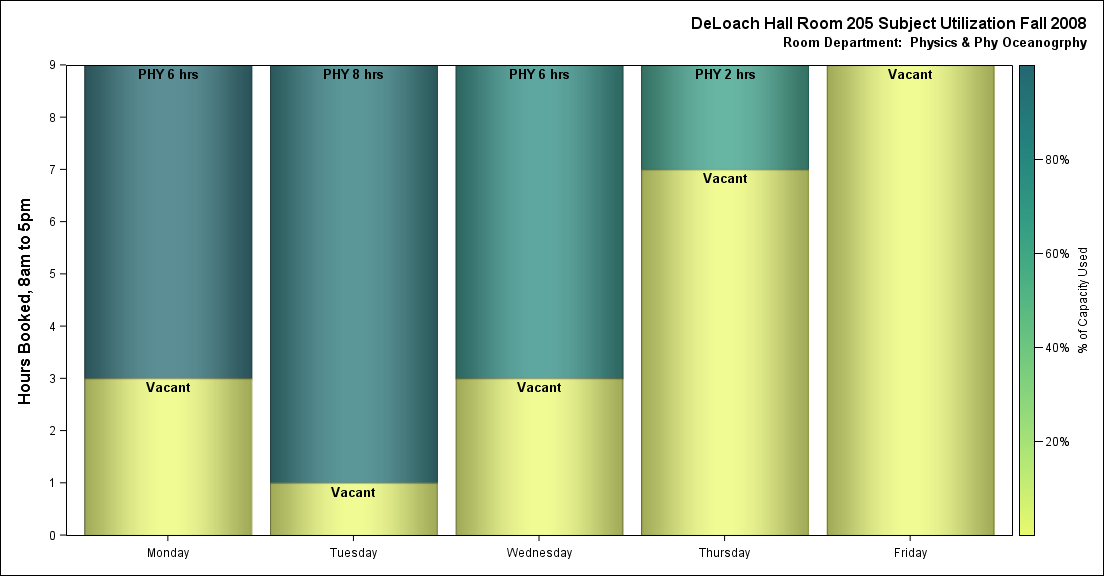 DeLoach Hall Room 205 Subject Utilization Fall 2008
Room Department:  Physics & Phy Oceanogrphy
Hours Booked, 8am to 5pm
9
8
7
6
5
4
3
2
1
0
PHY 6 hrs
Vacant
PHY 8 hrs
Vacant
PHY 6 hrs
Vacant
PHY 2 hrs
Vacant
Vacant
Monday
Tuesday
Wednesday
Thursday
Friday
80%
60%
40%
20%
% of Capacity Used